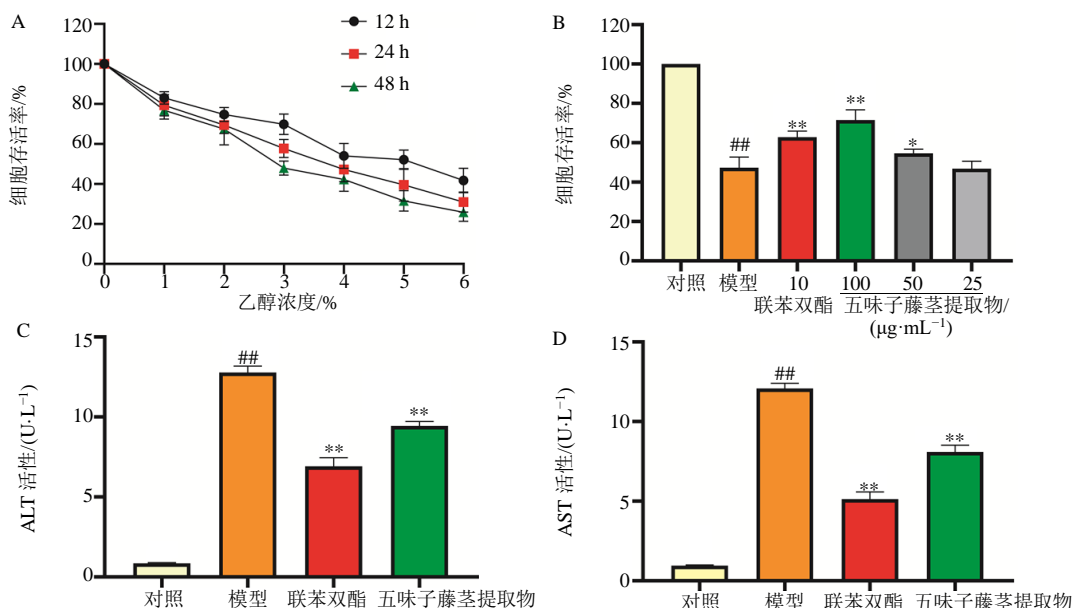 A
12 h
24 h
48 h
120
100
80
60
40
20
0
细胞存活率/%
0 1 2 3 4 5 6
乙醇浓度/%
B
120
100
80
60
40
20
0
细胞存活率/%
## ** ** *
对照 模型 10 100 50 25
联苯双酯 五味子藤茎提取物/
(μg·mL⁻¹)
C
15
10
5
0
ALT 活性/(U·L⁻¹)
## ** **
对照 模型 联苯双酯 五味子藤茎提取物
D
15
10
5
0
AST 活性/(U·L⁻¹)
## ** **
对照 模型 联苯双酯 五味子藤茎提取物